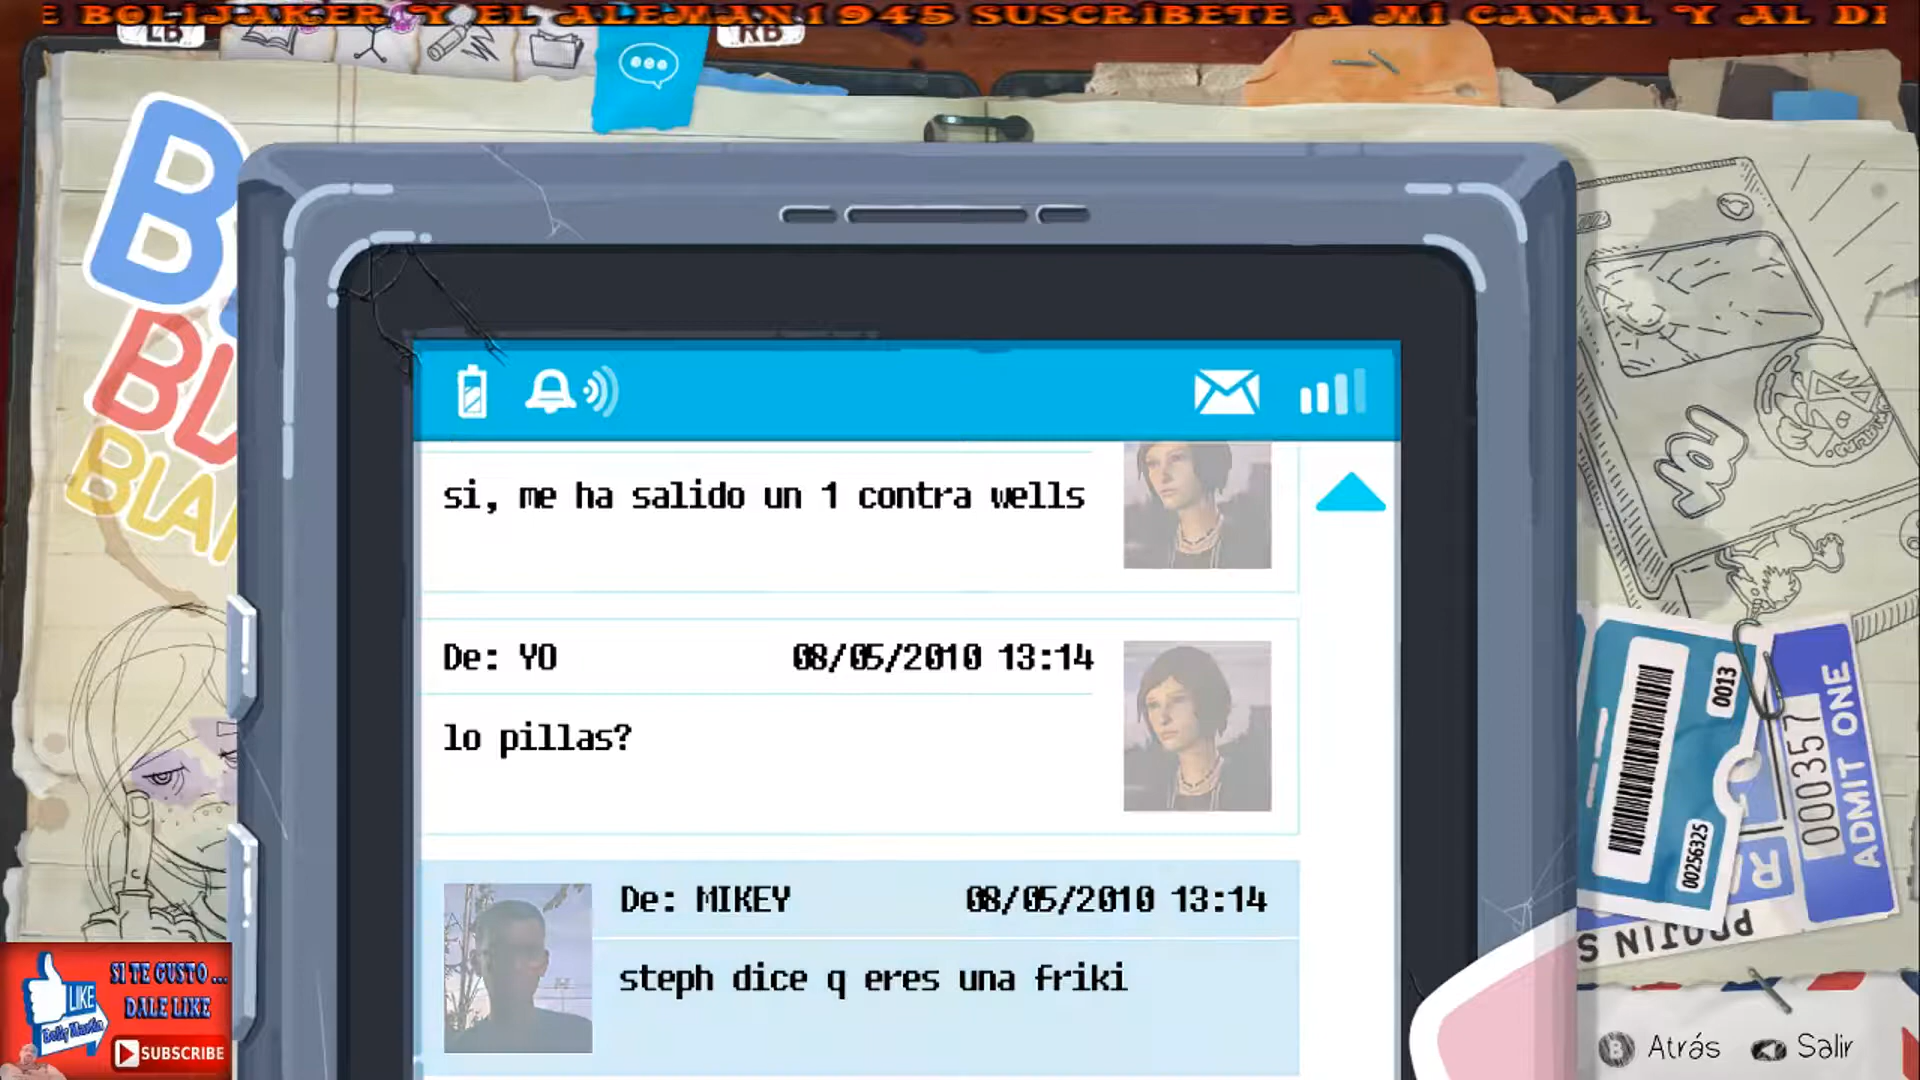 E BOLIJAKER Y EL ALEMAN1945 SUSCRIBETE A MI CANAL Y AL DI
LB
RB
BLA
si, me ha salido un 1 contra wells
De: YO 08/05/2010 13:14
lo pillas?
De: MIKEY 08/05/2010 13:14
steph dice q eres una friki
0013
00256325
000357
ADMIT ONE
SI TE GUSTO ...
DALE LIKE
LIKE
SUBSCRIBE
Atrás
Salir